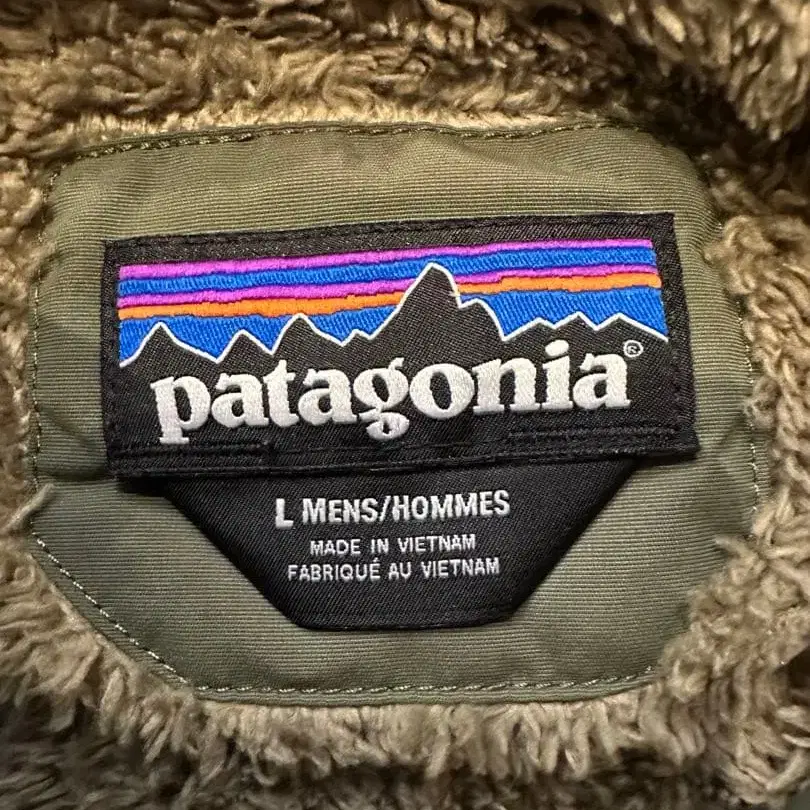 patagonia®
L MENS/HOMMES
MADE IN VIETNAM
FABRIQUÉ AU VIETNAM